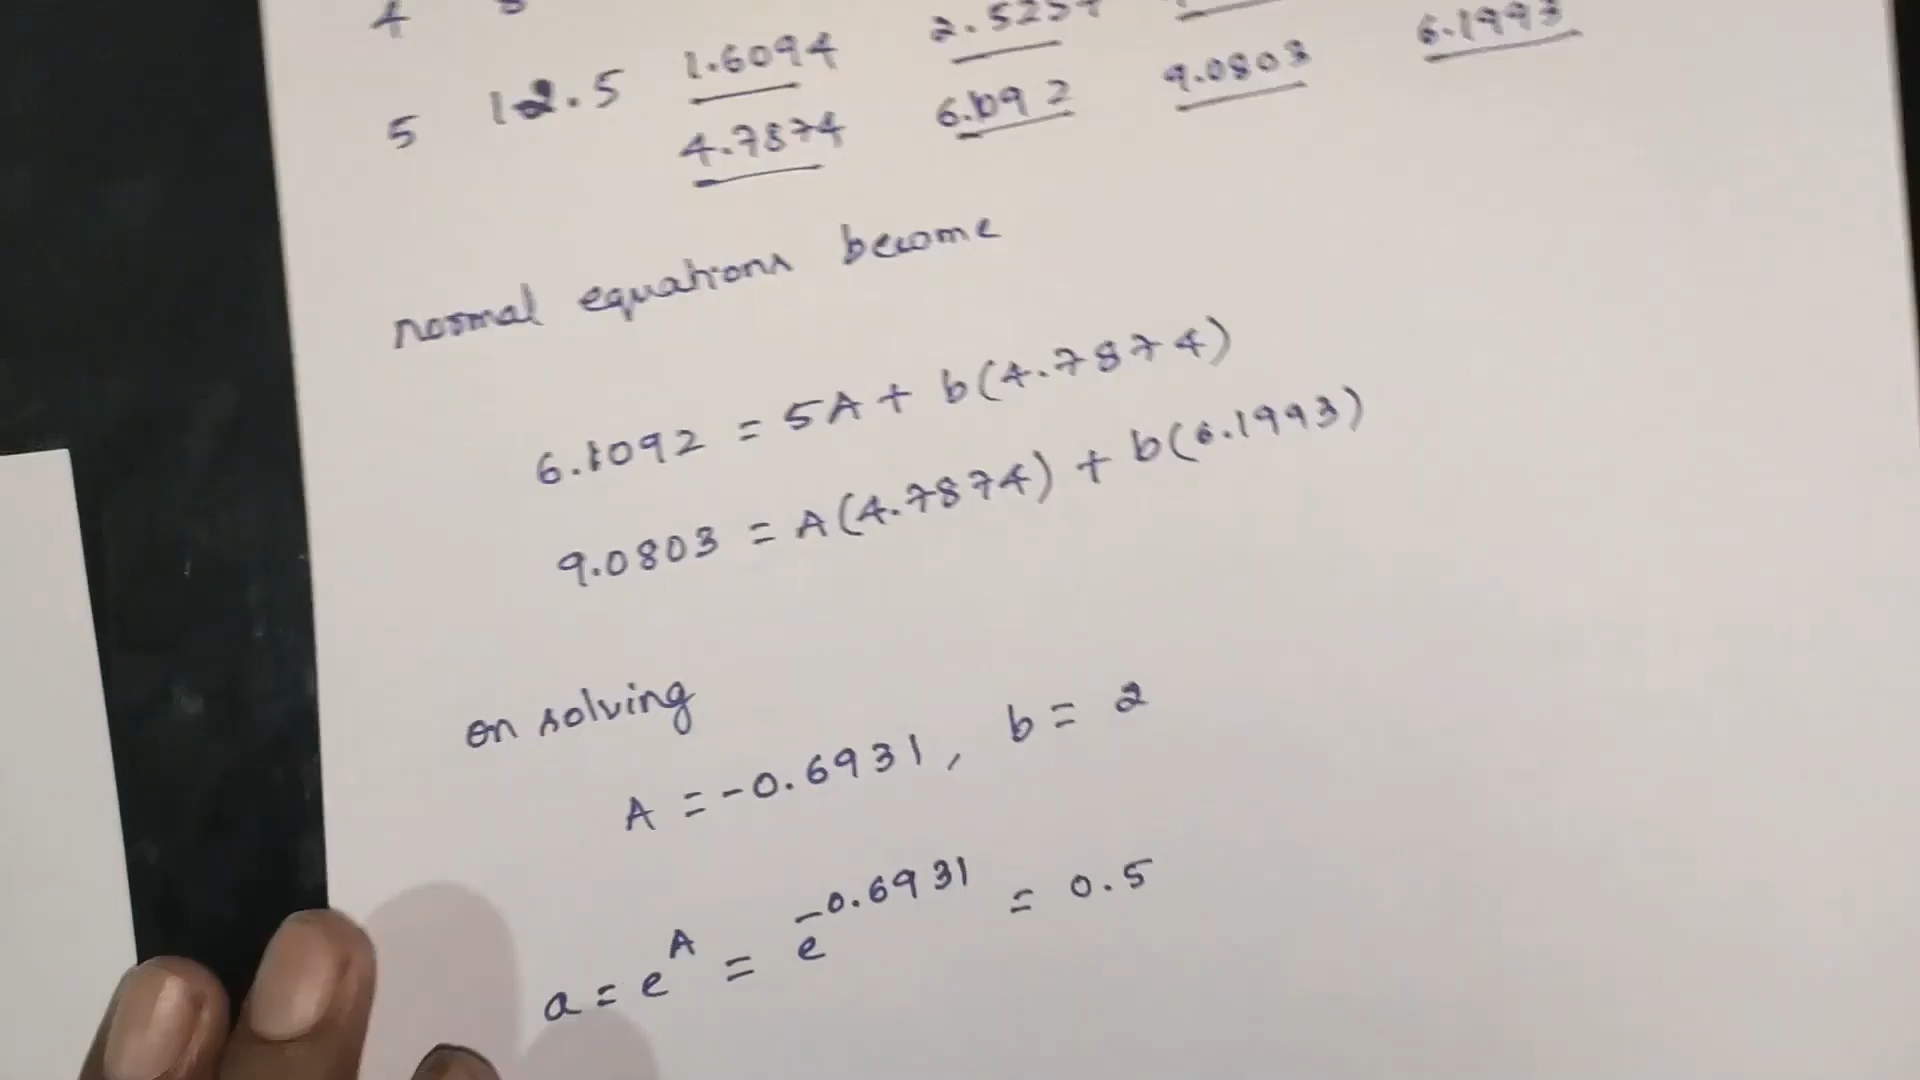 4 8
5 12.5 1.6094 2.5257 6.1993
4.7874 6.1092 9.0803
normal equations become
6.1092 = 5A + b(4.7874)
9.0803 = A(4.7874) + b(6.1993)
on solving
A = -0.6931, b = 2
a = e^A = e^-0.6931 = 0.5